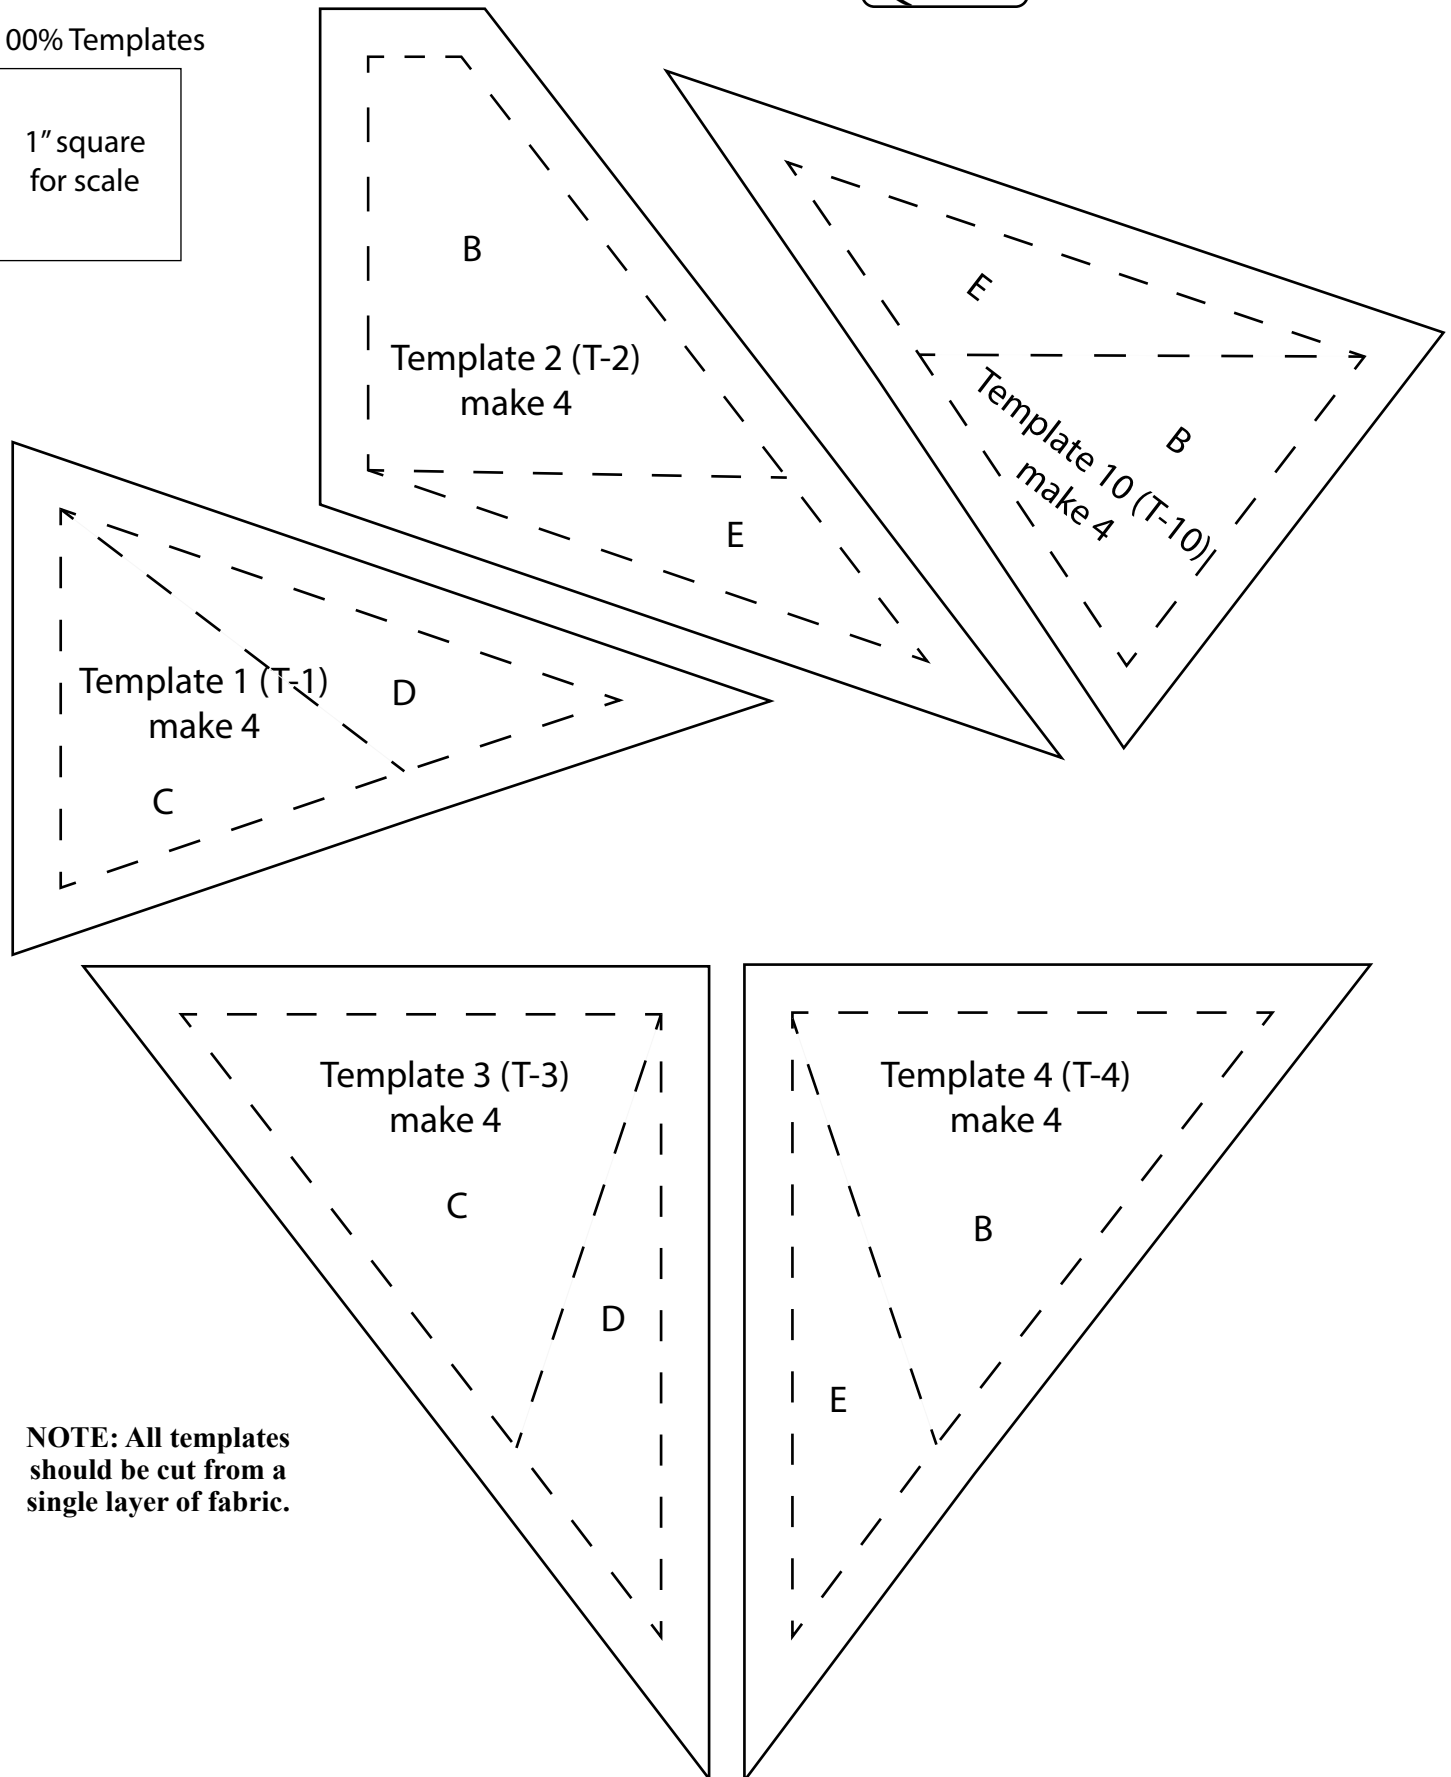 00% Templates
1” square
for scale
B
Template 2 (T-2)
make 4
E
E
Template 10 (T-10)
make 4
B
Template 1 (T-1)
make 4
D
C
Template 3 (T-3)
make 4
C
D
Template 4 (T-4)
make 4
B
E
NOTE: All templates
should be cut from a
single layer of fabric.